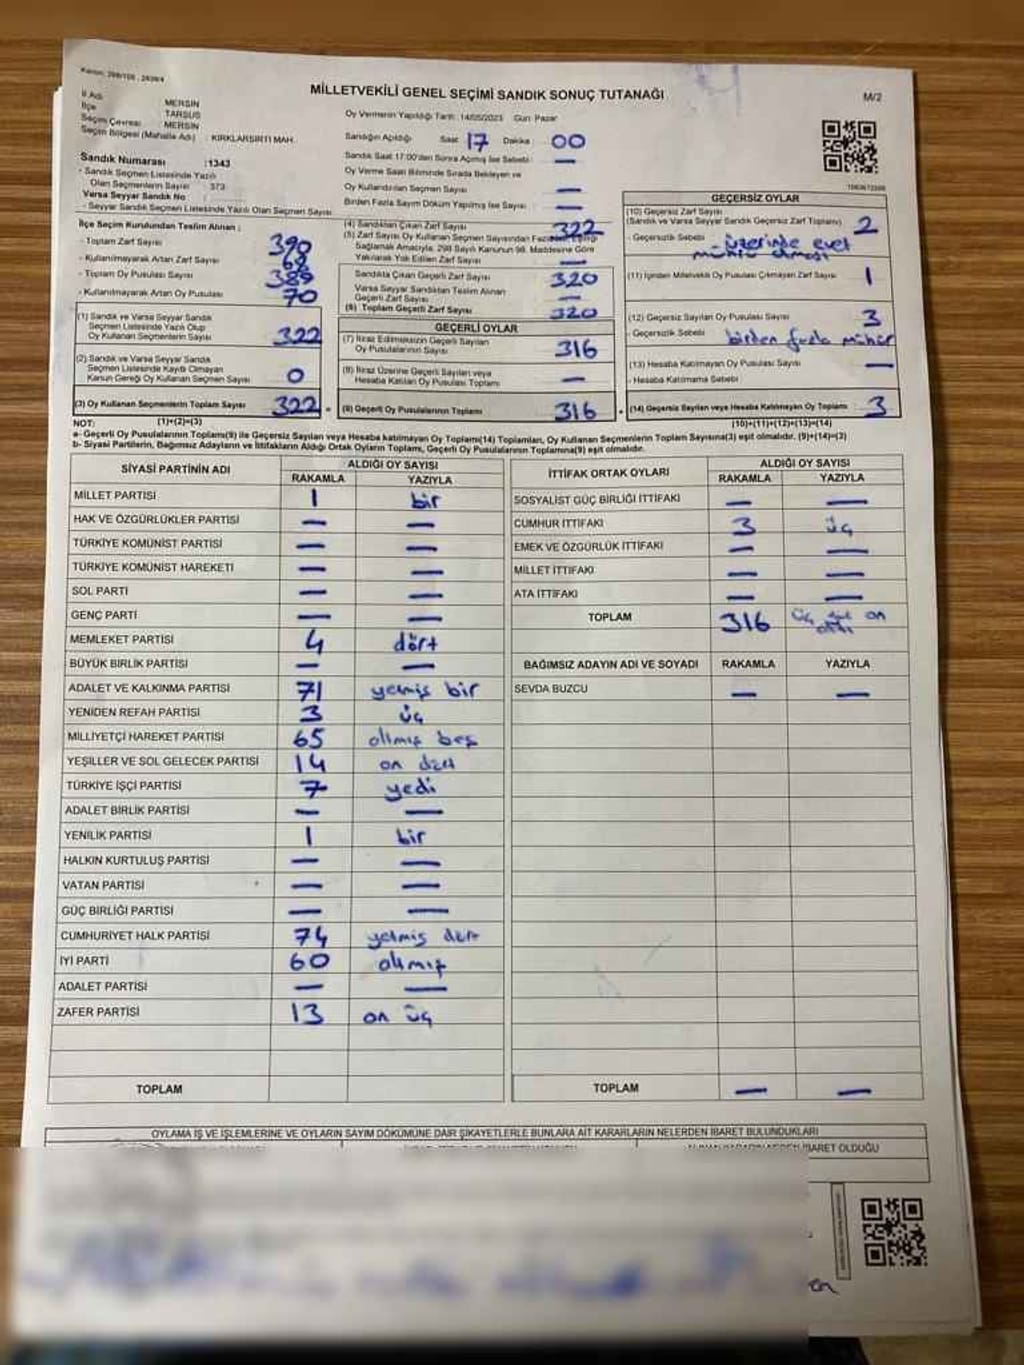 Kanun: 298/105 , 2839/4
MİLLETVEKİLİ GENEL SEÇİMİ SANDIK SONUÇ TUTANAĞI
M/2
İl Adı : MERSİN
İlçe : TARSUS
Seçim Çevresi : MERSİN
Seçim Bölgesi (Mahalle Adı) : KIRKLARSIRTI MAH.
Sandık Numarası : 1343
- Sandık Seçmen Listesinde Yazılı
Olan Seçmenlerin Sayısı : 373
Varsa Seyyar Sandık No :
- Seyyar Sandık Seçmen Listesinde Yazılı Olan Seçmen Sayısı
Oy Vermenin Yapıldığı Tarih: 14/05/2023 Gün: Pazar
Sandığın Açıldığı Saat: 17 Dakika: 00
Sandık Saat 17:00'den Sonra Açılmış İse Sebebi : —
Oy Verme Saati Bitiminde Sırada Bekleyen ve
Oy Kullandırılan Seçmen Sayısı —
Birden Fazla Sayım Döküm Yapılmış İse Sayısı : —
İlçe Seçim Kurulundan Teslim Alınan :
- Toplam Zarf Sayısı : 390
- Kullanılmayarak Artan Zarf Sayısı : 68
- Toplam Oy Pusulası Sayısı : 389
- Kullanılmayarak Artan Oy Pusulası : 70
(1) Sandık ve Varsa Seyyar Sandık
Seçmen Listesinde Yazılı Olup
Oy Kullanan Seçmenlerin Sayısı 322
(2) Sandık ve Varsa Seyyar Sandık
Seçmen Listesinde Kaydı Olmayan
Kanun Gereği Oy Kullanan Seçmen Sayısı 0
(3) Oy Kullanan Seçmenlerin Toplam Sayısı 322
(1)+(2)=(3)
(4) Sandıktan Çıkan Zarf Sayısı 322
(5) Zarf Sayısı Oy Kullanan Seçmen Sayısından Fazla ise, Eşitliği
Sağlamak Amacıyla, 298 Sayılı Kanunun 98. Maddesine Göre
Yakılarak Yok Edilen Zarf Sayısı —
Sandıkta Çıkan Geçerli Zarf Sayısı 320
Varsa Seyyar Sandıktan Teslim Alınan
Geçerli Zarf Sayısı —
(6) Toplam Geçerli Zarf Sayısı 320
GEÇERLİ OYLAR
(7) İtiraz Edilmeksizin Geçerli Sayılan
Oy Pusulalarının Sayısı 316
(8) İtiraz Üzerine Geçerli Sayılan veya
Hesaba Katılan Oy Pusulası Toplamı —
(9) Geçerli Oy Pusulalarının Toplamı 316
GEÇERSİZ OYLAR
(10) Geçersiz Zarf Sayısı
(Sandık ve Varsa Seyyar Sandık Geçersiz Zarf Toplamı) 2
- Geçersizlik Sebebi : üzerinde evet
mührü olması
(11) İçinden Milletvekili Oy Pusulası Çıkmayan Zarf Sayısı 1
(12) Geçersiz Sayılan Oy Pusulası Sayısı 3
- Geçersizlik Sebebi birden fazla mühür
(13) Hesaba Katılmayan Oy Pusulası Sayısı —
- Hesaba Katılmama Sebebi
(14) Geçersiz Sayılan veya Hesaba Katılmayan Oy Toplamı 3
(10)+(11)+(12)+(13)=(14)
NOT:
a- Geçerli Oy Pusulalarının Toplamı(9) ile Geçersiz Sayılan veya Hesaba katılmayan Oy Toplamı(14) Toplamları, Oy Kullanan Seçmenlerin Toplam Sayısına(3) eşit olmalıdır. (9)+(14)=(3)
b- Siyasi Partilerin, Bağımsız Adayların ve İttifakların Aldığı Ortak Oyların Toplamı, Geçerli Oy Pusulalarının Toplamına(9) eşit olmalıdır.
SİYASİ PARTİNİN ADI ALDIĞI OY SAYISI
RAKAMLA YAZIYLA
MİLLET PARTİSİ 1 bir
HAK VE ÖZGÜRLÜKLER PARTİSİ — —
TÜRKİYE KOMÜNİST PARTİSİ — —
TÜRKİYE KOMÜNİST HAREKETİ — —
SOL PARTİ — —
GENÇ PARTİ — —
MEMLEKET PARTİSİ 4 dört
BÜYÜK BİRLİK PARTİSİ — —
ADALET VE KALKINMA PARTİSİ 71 yetmiş bir
YENİDEN REFAH PARTİSİ 3 üç
MİLLİYETÇİ HAREKET PARTİSİ 65 altmış beş
YEŞİLLER VE SOL GELECEK PARTİSİ 14 on dört
TÜRKİYE İŞÇİ PARTİSİ 7 yedi
ADALET BİRLİK PARTİSİ — —
YENİLİK PARTİSİ 1 bir
HALKIN KURTULUŞ PARTİSİ — —
VATAN PARTİSİ — —
GÜÇ BİRLİĞİ PARTİSİ — —
CUMHURİYET HALK PARTİSİ 74 yetmiş dört
İYİ PARTİ 60 altmış
ADALET PARTİSİ — —
ZAFER PARTİSİ 13 on üç
TOPLAM
İTTİFAK ORTAK OYLARI ALDIĞI OY SAYISI
RAKAMLA YAZIYLA
SOSYALİST GÜÇ BİRLİĞİ İTTİFAKI — —
CUMHUR İTTİFAKI 3 üç
EMEK VE ÖZGÜRLÜK İTTİFAKI — —
MİLLET İTTİFAKI — —
ATA İTTİFAKI — —
TOPLAM 316 üç yüz on
altı
BAĞIMSIZ ADAYIN ADI VE SOYADI RAKAMLA YAZIYLA
SEVDA BUZCU — —
TOPLAM — —
OYLAMA İŞ VE İŞLEMLERİNE VE OYLARIN SAYIM DÖKÜMÜNE DAİR ŞİKAYETLERLE BUNLARA AİT KARARLARIN NELERDEN İBARET BULUNDUKLARI
İBARET OLDUĞU